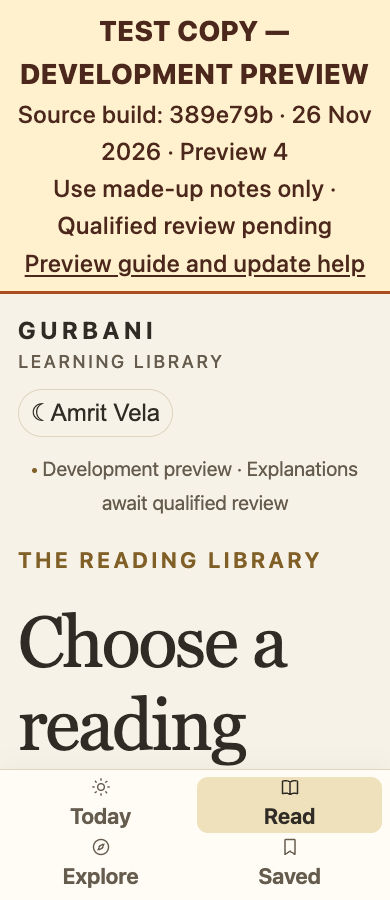 TEST COPY —
DEVELOPMENT PREVIEW
Source build: 389e79b · 26 Nov
2026 · Preview 4
Use made-up notes only ·
Qualified review pending
Preview guide and update help
GURBANI
LEARNING LIBRARY
☾ Amrit Vela
• Development preview · Explanations
await qualified review
THE READING LIBRARY
Choose a
reading
Today
Read
Explore
Saved